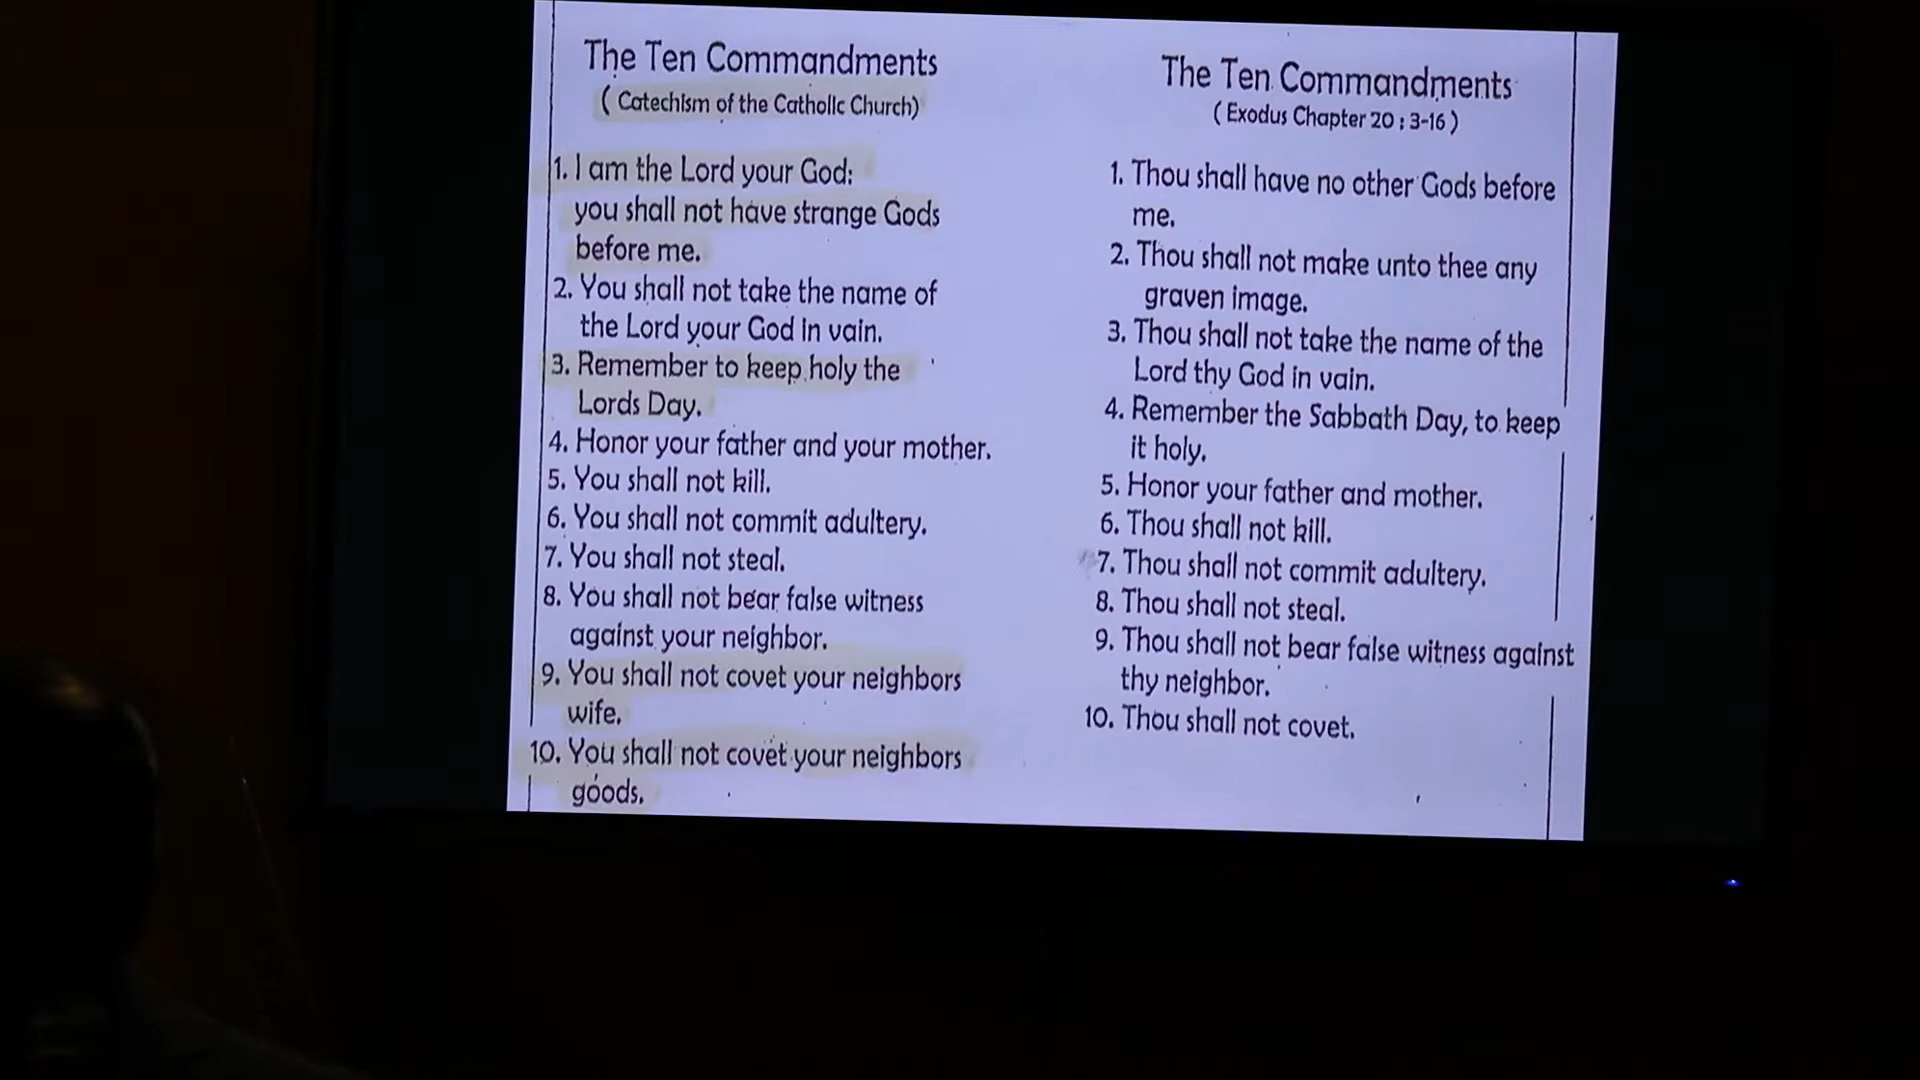 The Ten Commandments
( Catechism of the Catholic Church)
1. I am the Lord your God:
you shall not have strange Gods
before me.
2. You shall not take the name of
the Lord your God in vain.
3. Remember to keep holy the
Lords Day.
4. Honor your father and your mother.
5. You shall not kill.
6. You shall not commit adultery.
7. You shall not steal.
8. You shall not bear false witness
against your neighbor.
9. You shall not covet your neighbors
wife.
10. You shall not covet your neighbors
goods.
The Ten Commandments
( Exodus Chapter 20 : 3-16 )
1. Thou shall have no other Gods before
me.
2. Thou shall not make unto thee any
graven image.
3. Thou shall not take the name of the
Lord thy God in vain.
4. Remember the Sabbath Day, to keep
it holy.
5. Honor your father and mother.
6. Thou shall not kill.
7. Thou shall not commit adultery.
8. Thou shall not steal.
9. Thou shall not bear false witness against
thy neighbor.
10. Thou shall not covet.